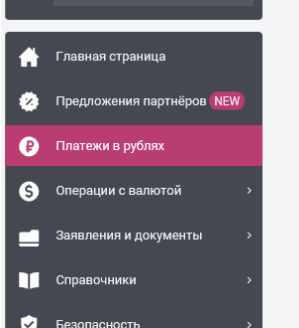 Главная страница
Предложения партнёров NEW
Платежи в рублях
Операции с валютой
Заявления и документы
Справочники
Безопасность